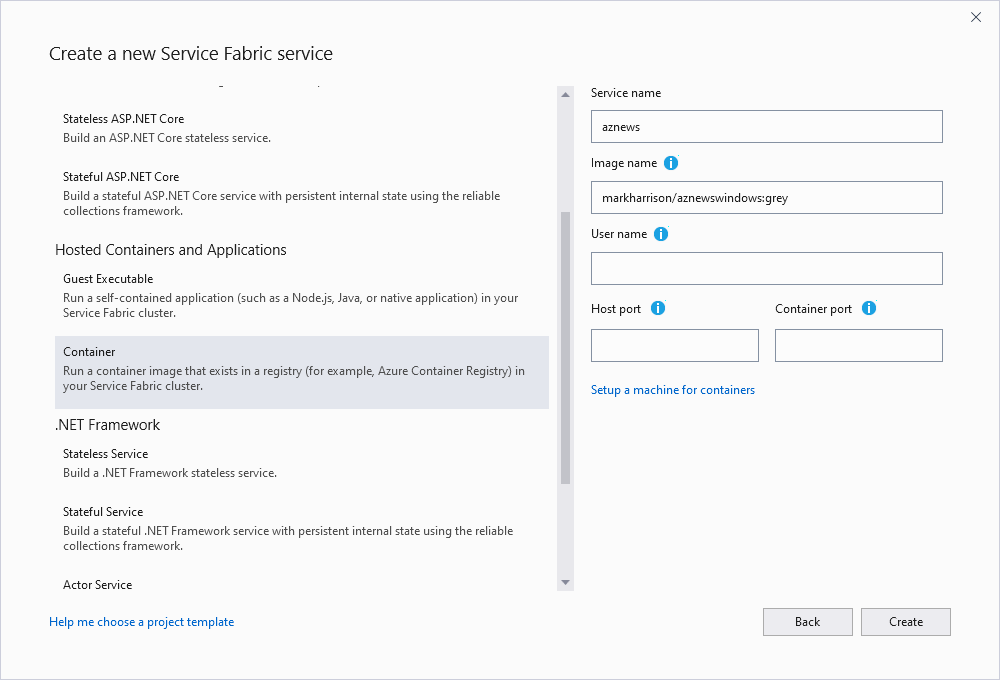 Create a new Service Fabric service
Stateless ASP.NET Core
Build an ASP.NET Core stateless service.
Stateful ASP.NET Core
Build a stateful ASP.NET Core service with persistent internal state using the reliable
collections framework.
Hosted Containers and Applications
Guest Executable
Run a self-contained application (such as a Node.js, Java, or native application) in your
Service Fabric cluster.
Container
Run a container image that exists in a registry (for example, Azure Container Registry) in
your Service Fabric cluster.
.NET Framework
Stateless Service
Build a .NET Framework stateless service.
Stateful Service
Build a stateful .NET Framework service with persistent internal state using the reliable
collections framework.
Actor Service
Service name
aznews
Image name
markharrison/aznewswindows:grey
User name
Host port
Container port
Setup a machine for containers
Help me choose a project template
Back
Create